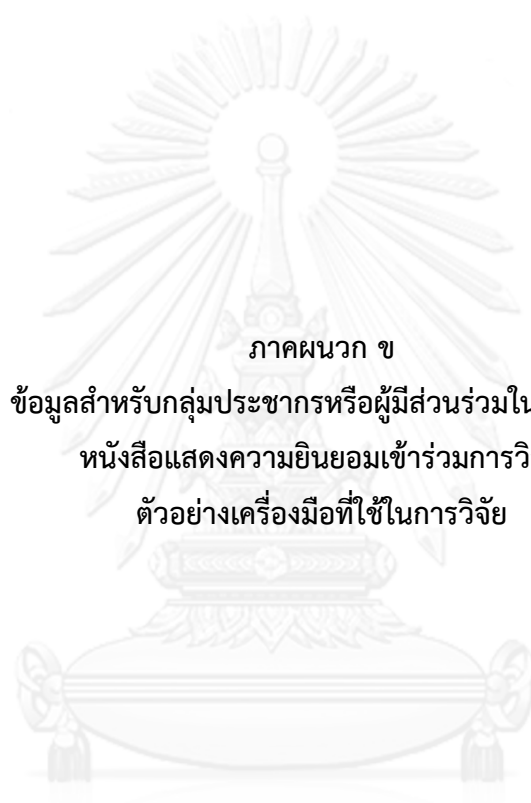 ภาคผนวก ข
ข้อมูลสำหรับกลุ่มประชากรหรือผู้มีส่วนร่วมใน
หนังสือแสดงความยินยอมเข้าร่วมการวิ
ตัวอย่างเครื่องมือที่ใช้ในการวิจัย